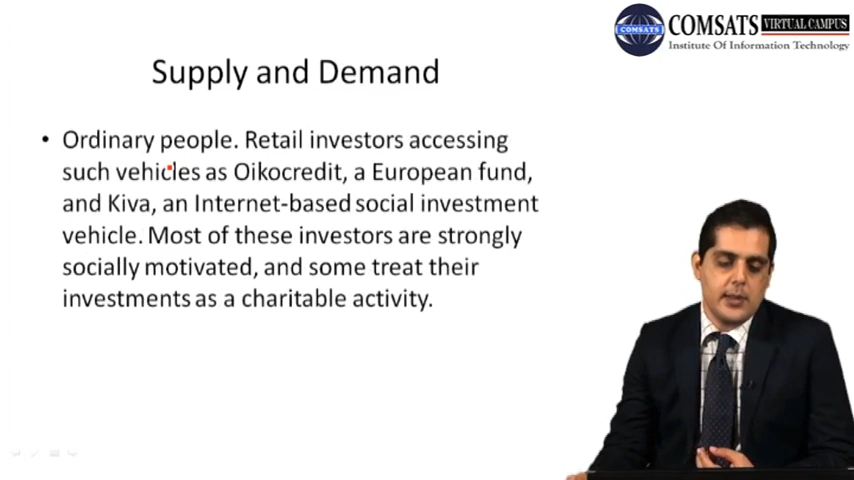 COMSATS VIRTUAL CAMPUS
COMSATS
Institute Of Information Technology
Supply and Demand
• Ordinary people. Retail investors accessing
such vehicles as Oikocredit, a European fund,
and Kiva, an Internet-based social investment
vehicle. Most of these investors are strongly
socially motivated, and some treat their
investments as a charitable activity.